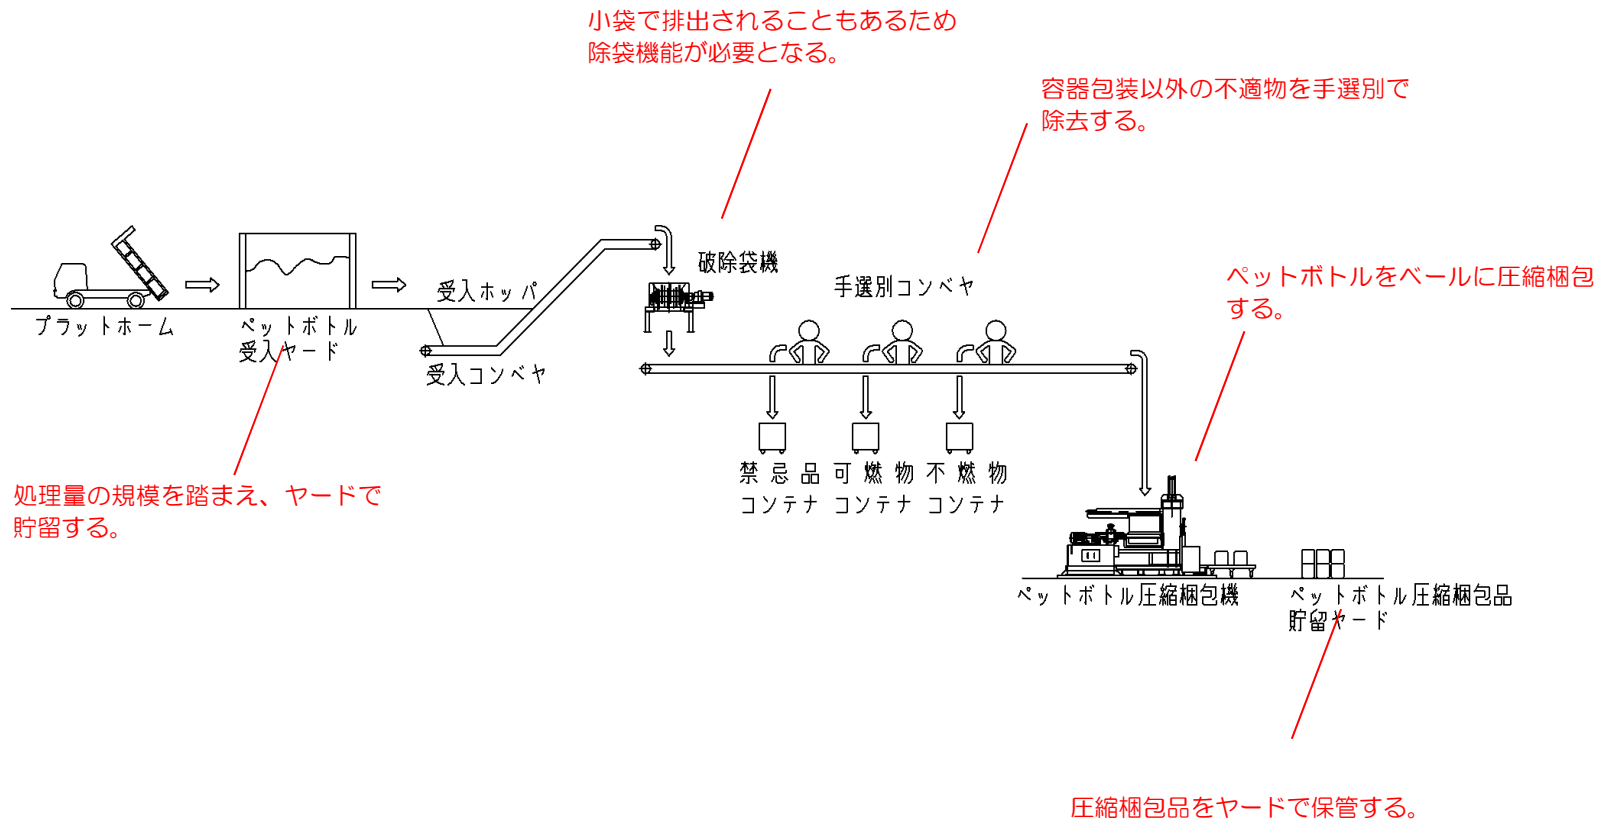 小袋で排出されることもあるため
除袋機能が必要となる。
容器包装以外の不適物を手選別で
除去する。
破除袋機
手選別コンベヤ
ペットボトルをベールに圧縮梱包
する。
受入ホッパ
プラットホーム
ペットボトル
受入ヤード
受入コンベヤ
処理量の規模を踏まえ、ヤードで
貯留する。
禁忌品
コンテナ
可燃物
コンテナ
不燃物
コンテナ
ペットボトル圧縮梱包機
ペットボトル圧縮梱包品
貯留ヤード
圧縮梱包品をヤードで保管する。